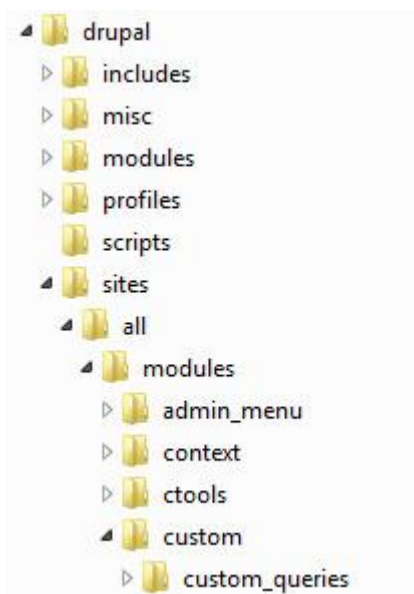 drupal
includes
misc
modules
profiles
scripts
sites
all
modules
admin_menu
context
ctools
custom
custom_queries